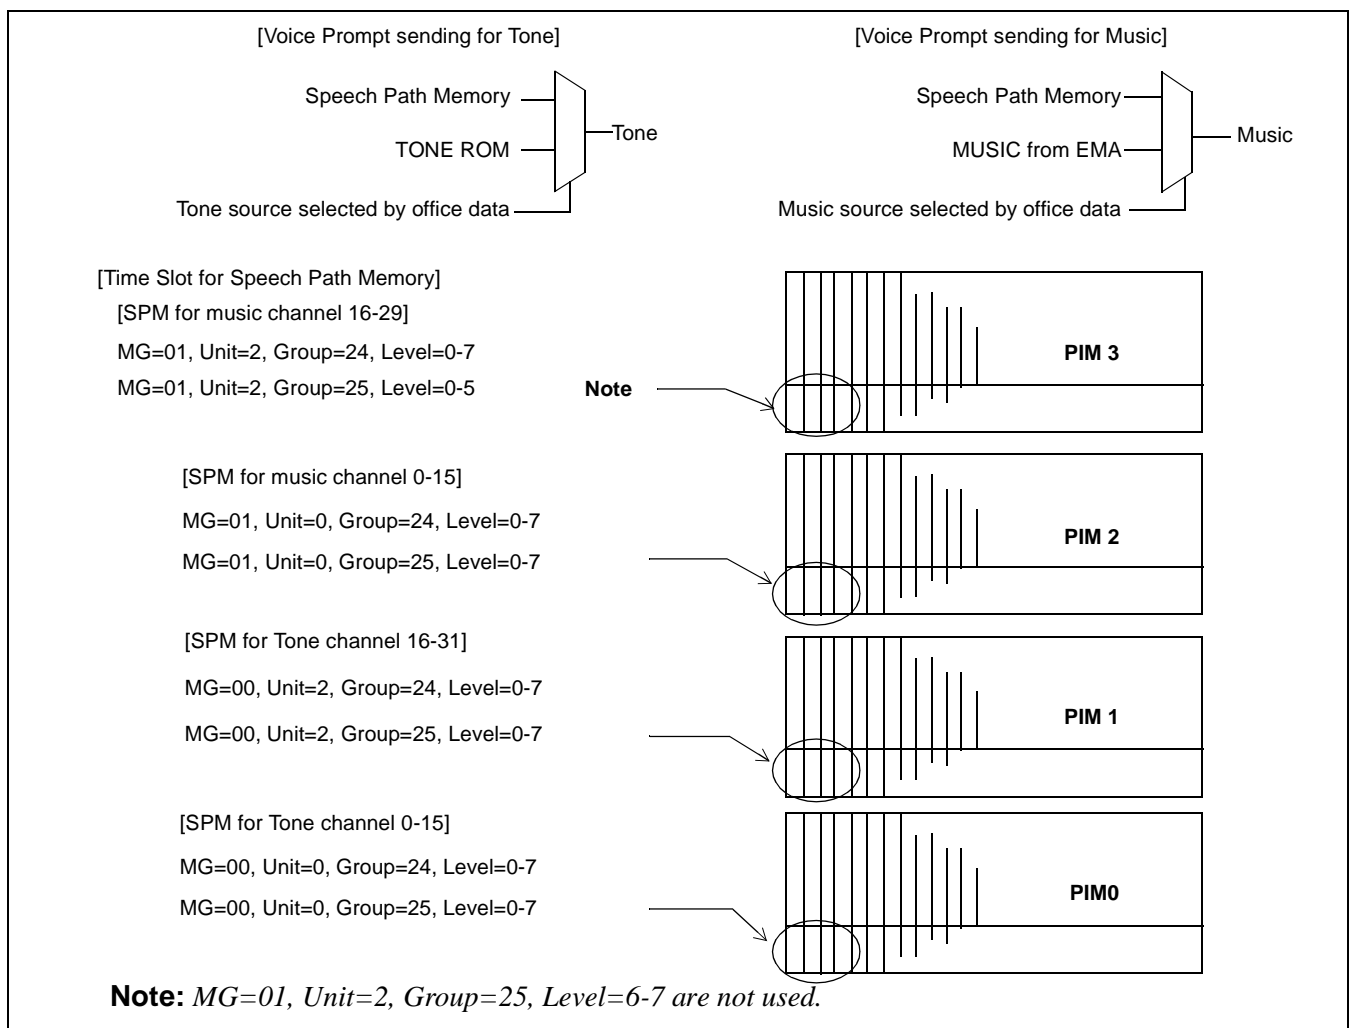 [Voice Prompt sending for Tone]
Speech Path Memory
TONE ROM
Tone
Tone source selected by office data
[Voice Prompt sending for Music]
Speech Path Memory
MUSIC from EMA
Music
Music source selected by office data
[Time Slot for Speech Path Memory]
[SPM for music channel 16-29]
MG=01, Unit=2, Group=24, Level=0-7
MG=01, Unit=2, Group=25, Level=0-5
Note
PIM 3
[SPM for music channel 0-15]
MG=01, Unit=0, Group=24, Level=0-7
MG=01, Unit=0, Group=25, Level=0-7
PIM 2
[SPM for Tone channel 16-31]
MG=00, Unit=2, Group=24, Level=0-7
MG=00, Unit=2, Group=25, Level=0-7
PIM 1
[SPM for Tone channel 0-15]
MG=00, Unit=0, Group=24, Level=0-7
MG=00, Unit=0, Group=25, Level=0-7
PIM0
Note: MG=01, Unit=2, Group=25, Level=6-7 are not used.